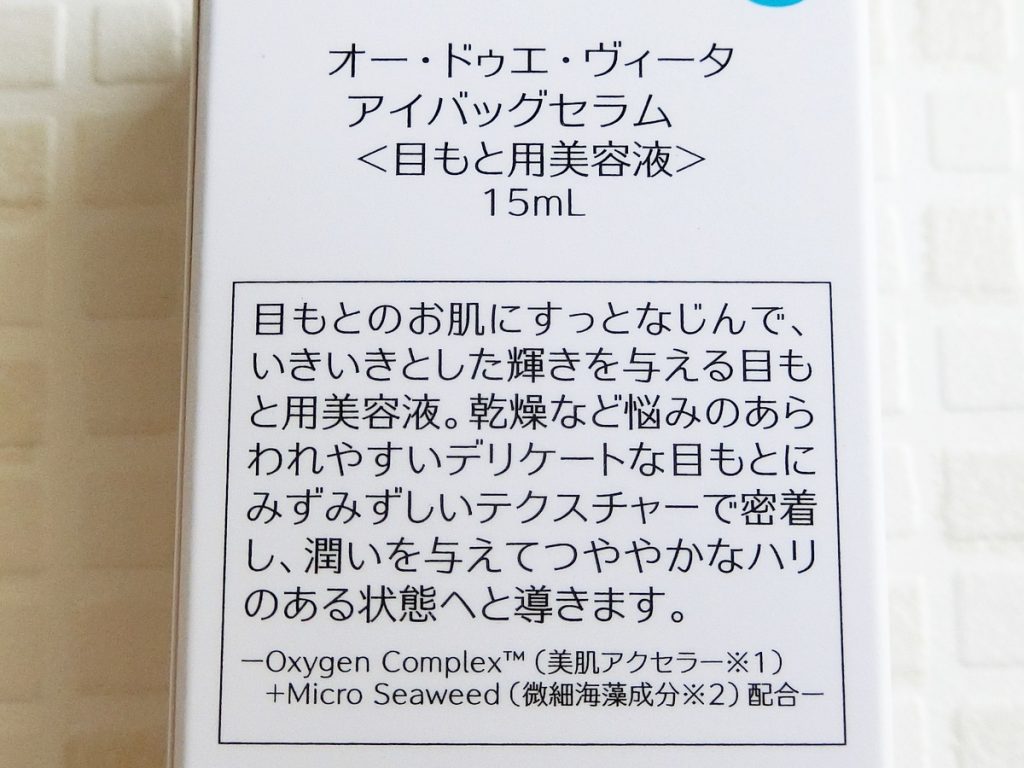 オー・ドゥエ・ヴィータ
アイバッグセラム
＜目もと用美容液＞
15mL
目もとのお肌にすっとなじんで、
いきいきとした輝きを与える目も
と用美容液。乾燥など悩みのあら
われやすいデリケートな目もとに
みずみずしいテクスチャーで密着
し、潤いを与えてつややかなハリ
のある状態へと導きます。
ーOxygen Complex™（美肌アクセラー※1）
+Micro Seaweed（微細海藻成分※2）配合ー